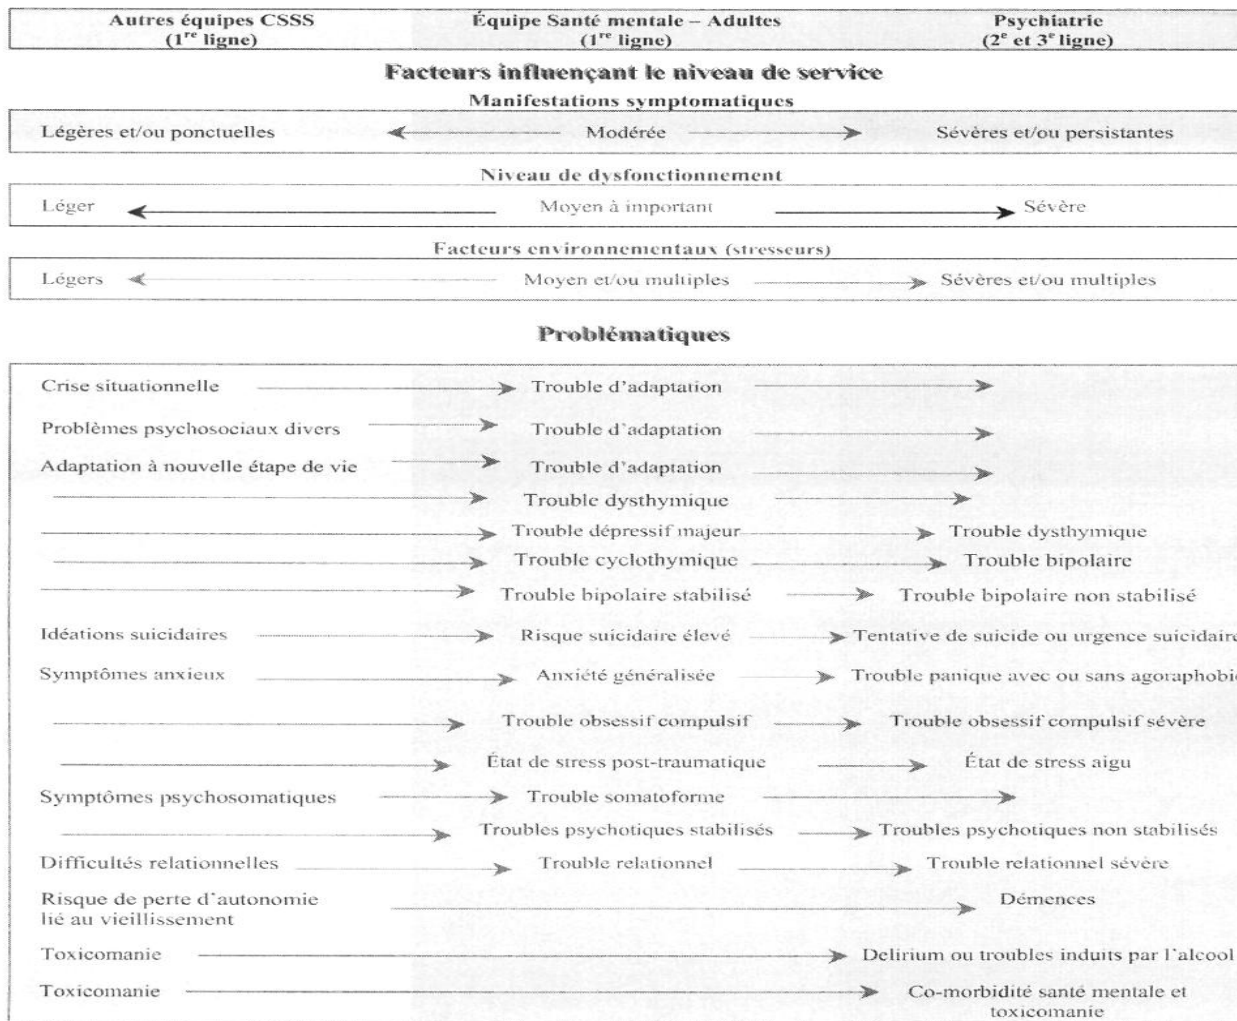 Autres équipes CSSS Équipe Santé mentale – Adultes Psychiatrie
(1re ligne) (1re ligne) (2e et 3e ligne)
Facteurs influençant le niveau de service
Manifestations symptomatiques
Légères et/ou ponctuelles Modérée Sévères et/ou persistantes
Niveau de dysfonctionnement
Léger Moyen à important Sévère
Facteurs environnementaux (stresseurs)
Légers Moyen et/ou multiples Sévères et/ou multiples
Problématiques
Crise situationnelle Trouble d'adaptation
Problèmes psychosociaux divers Trouble d'adaptation
Adaptation à nouvelle étape de vie Trouble d'adaptation
Trouble dysthymique
Trouble dépressif majeur Trouble dysthymique
Trouble cyclothymique Trouble bipolaire
Trouble bipolaire stabilisé Trouble bipolaire non stabilisé
Idéations suicidaires Risque suicidaire élevé Tentative de suicide ou urgence suicidaire
Symptômes anxieux Anxiété généralisée Trouble panique avec ou sans agoraphobie
Trouble obsessif compulsif Trouble obsessif compulsif sévère
État de stress post-traumatique État de stress aigu
Symptômes psychosomatiques Trouble somatoforme
Troubles psychotiques stabilisés Troubles psychotiques non stabilisés
Difficultés relationnelles Trouble relationnel Trouble relationnel sévère
Risque de perte d'autonomie Démences
lié au vieillissement
Toxicomanie Delirium ou troubles induits par l'alcool
Toxicomanie Co-morbidité santé mentale et
toxicomanie